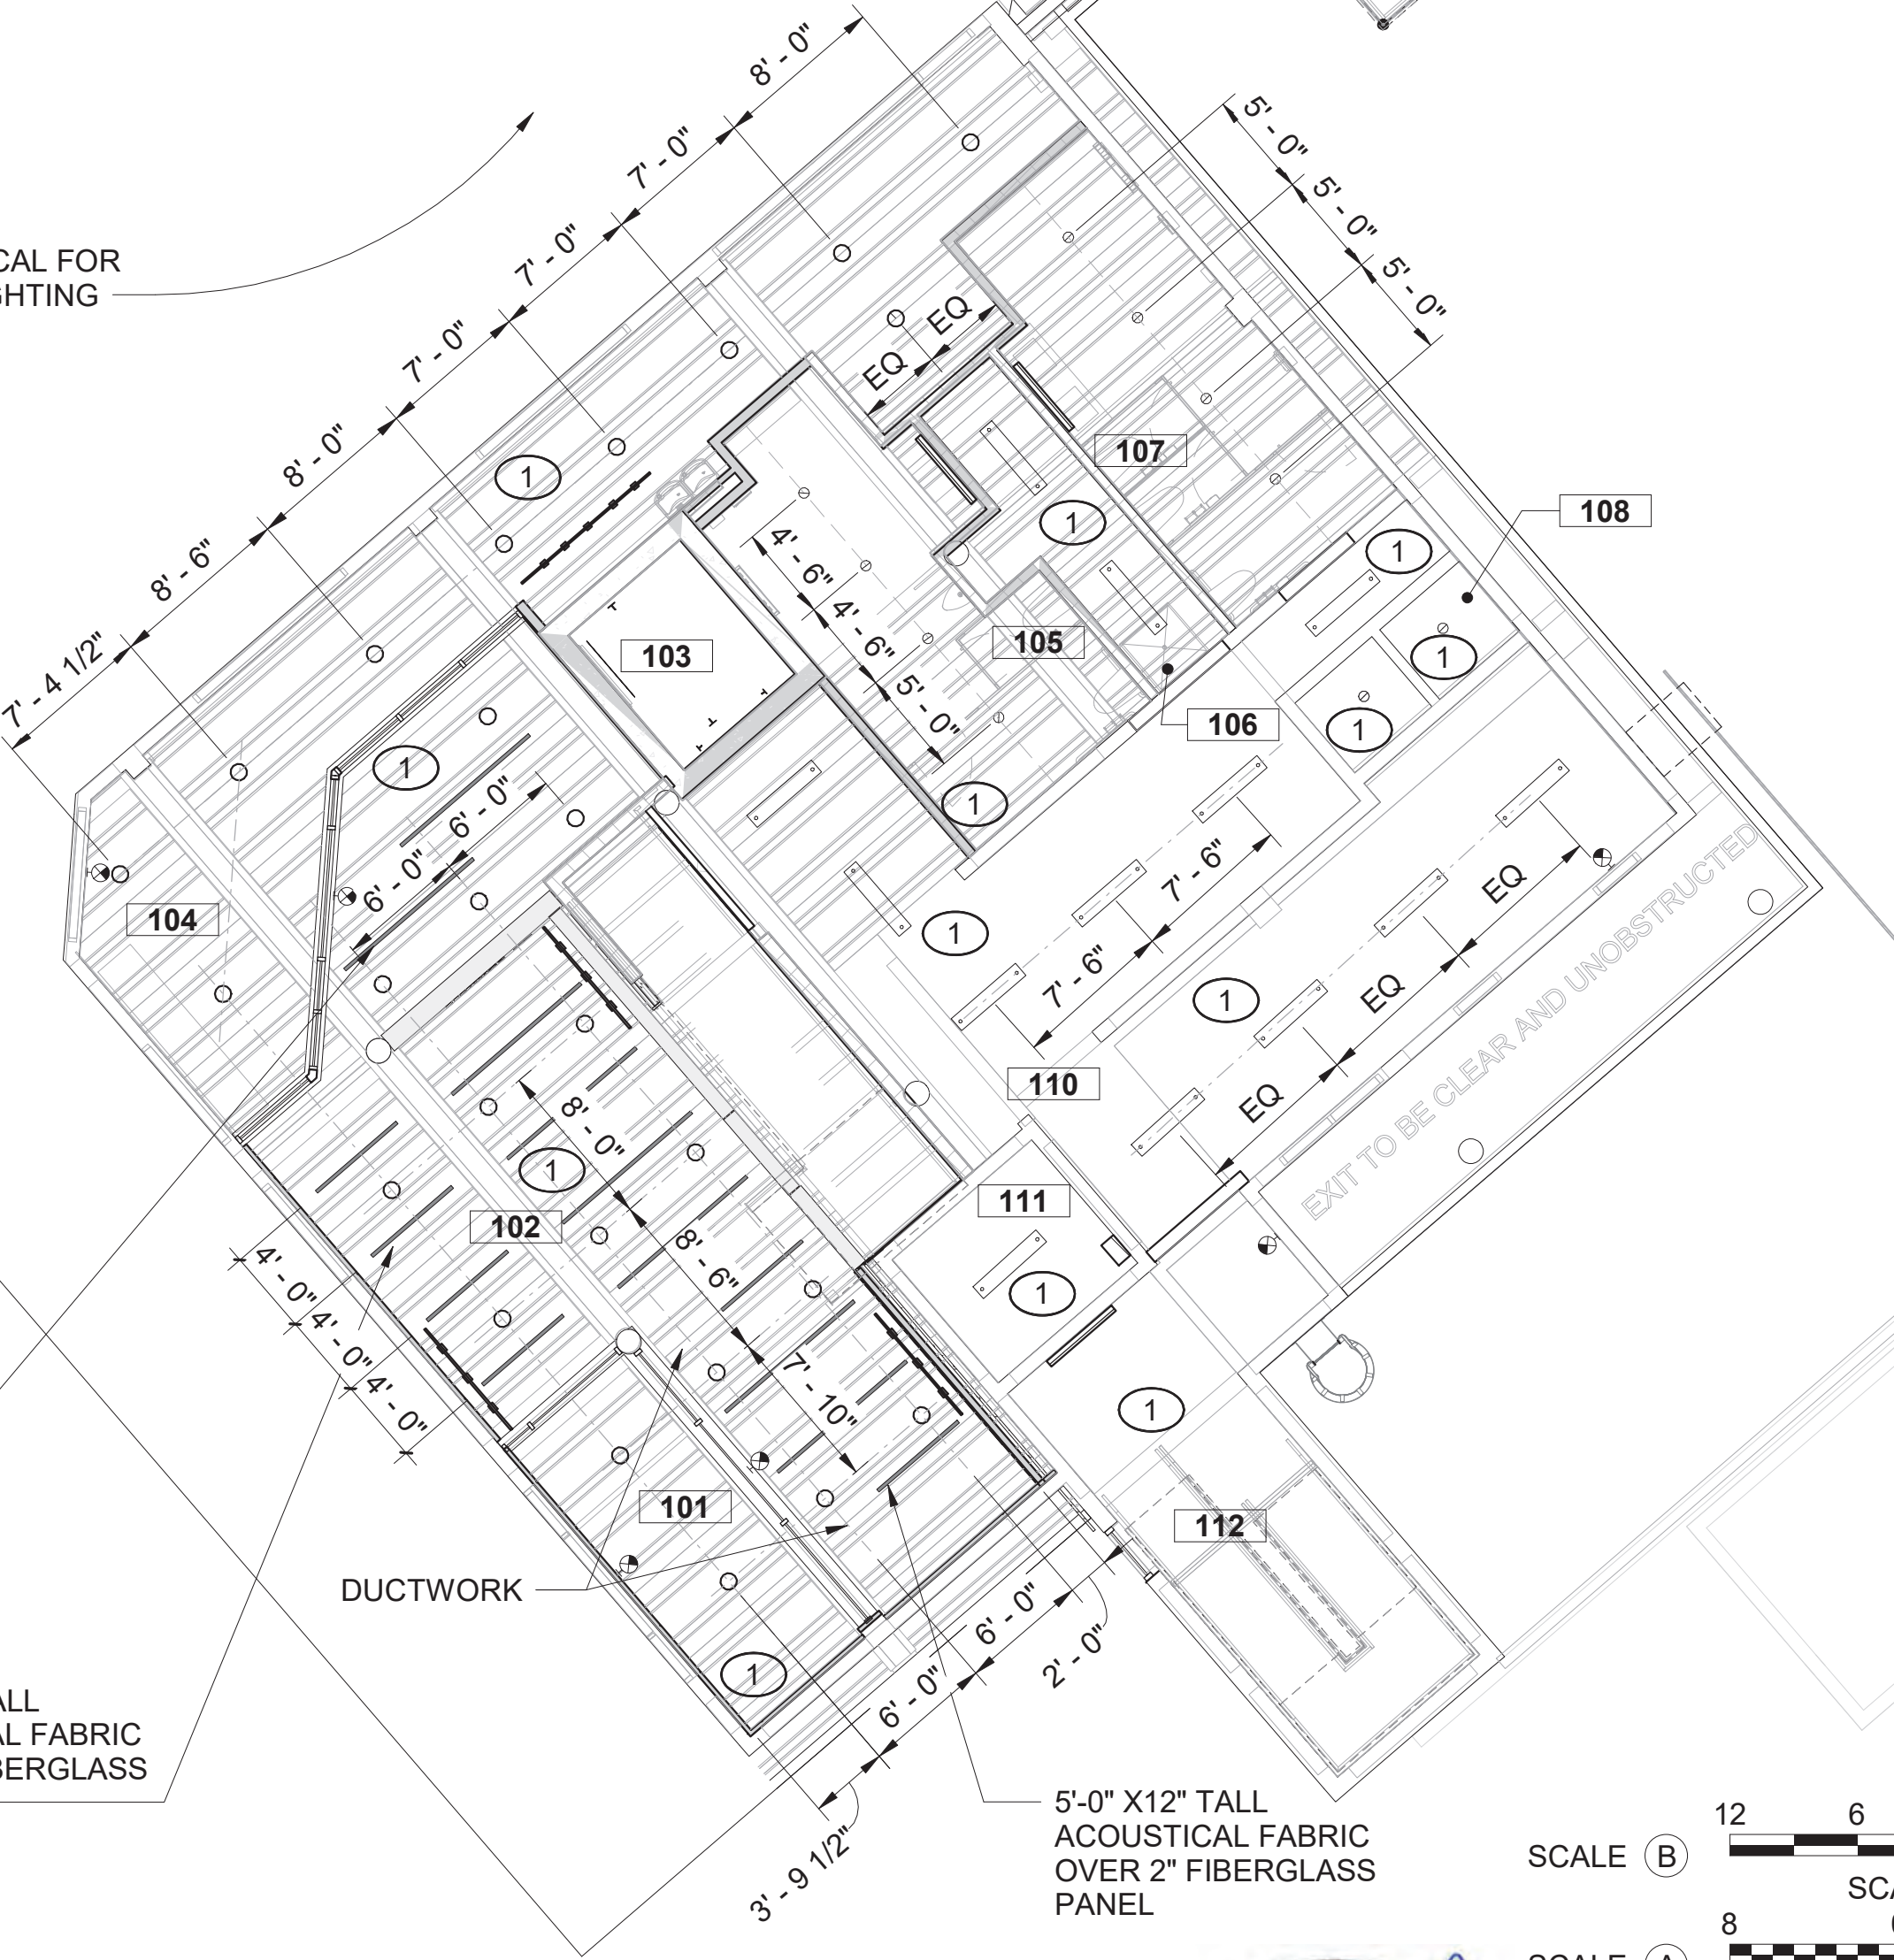 8' - 0"
7' - 0"
7' - 0"
7' - 0"
8' - 0"
8' - 6"
7' - 4 1/2"
5' - 0"
5' - 0"
5' - 0"
CAL FOR
GHTING
EQ
EQ
1
107
108
1
1
4' - 6"
4' - 6"
5' - 0"
103
105
106
1
1
1
1
6' - 0"
6' - 0"
104
1
7' - 6"
7' - 6"
1
EQ
EQ
EQ
110
EXIT TO BE CLEAR AND UNOBSTRUCTED
8' - 0"
1
102
8' - 6"
111
1
4' - 0"
4' - 0"
4' - 0"
7' - 10"
1
101
112
DUCTWORK
6' - 0"
6' - 0"
2' - 0"
1
3' - 9 1/2"
ALL
AL FABRIC
BERGLASS
5'-0" X12" TALL
ACOUSTICAL FABRIC
OVER 2" FIBERGLASS
PANEL
12 6
SCALE B
SCA
8
SCALE A